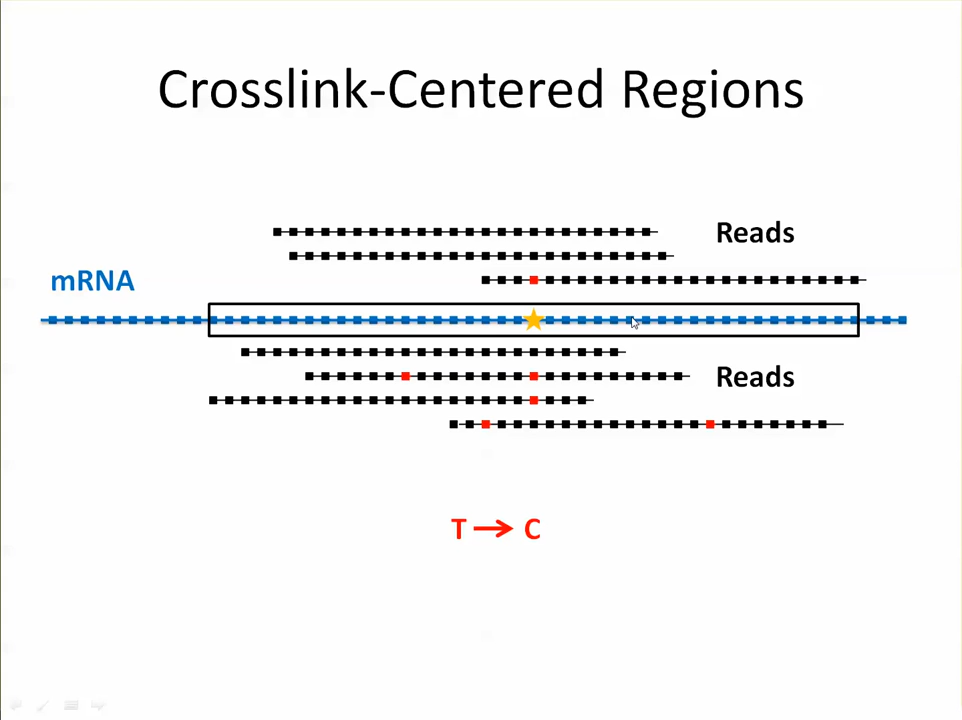 Crosslink-Centered Regions
Reads
mRNA
Reads
T → C